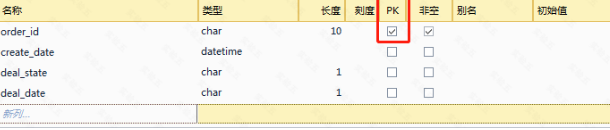 名称 类型 长度 刻度 PK 非空 别名 初始值
order_id char 10
create_date datetime
deal_state char 1
deal_date char 1
新列...